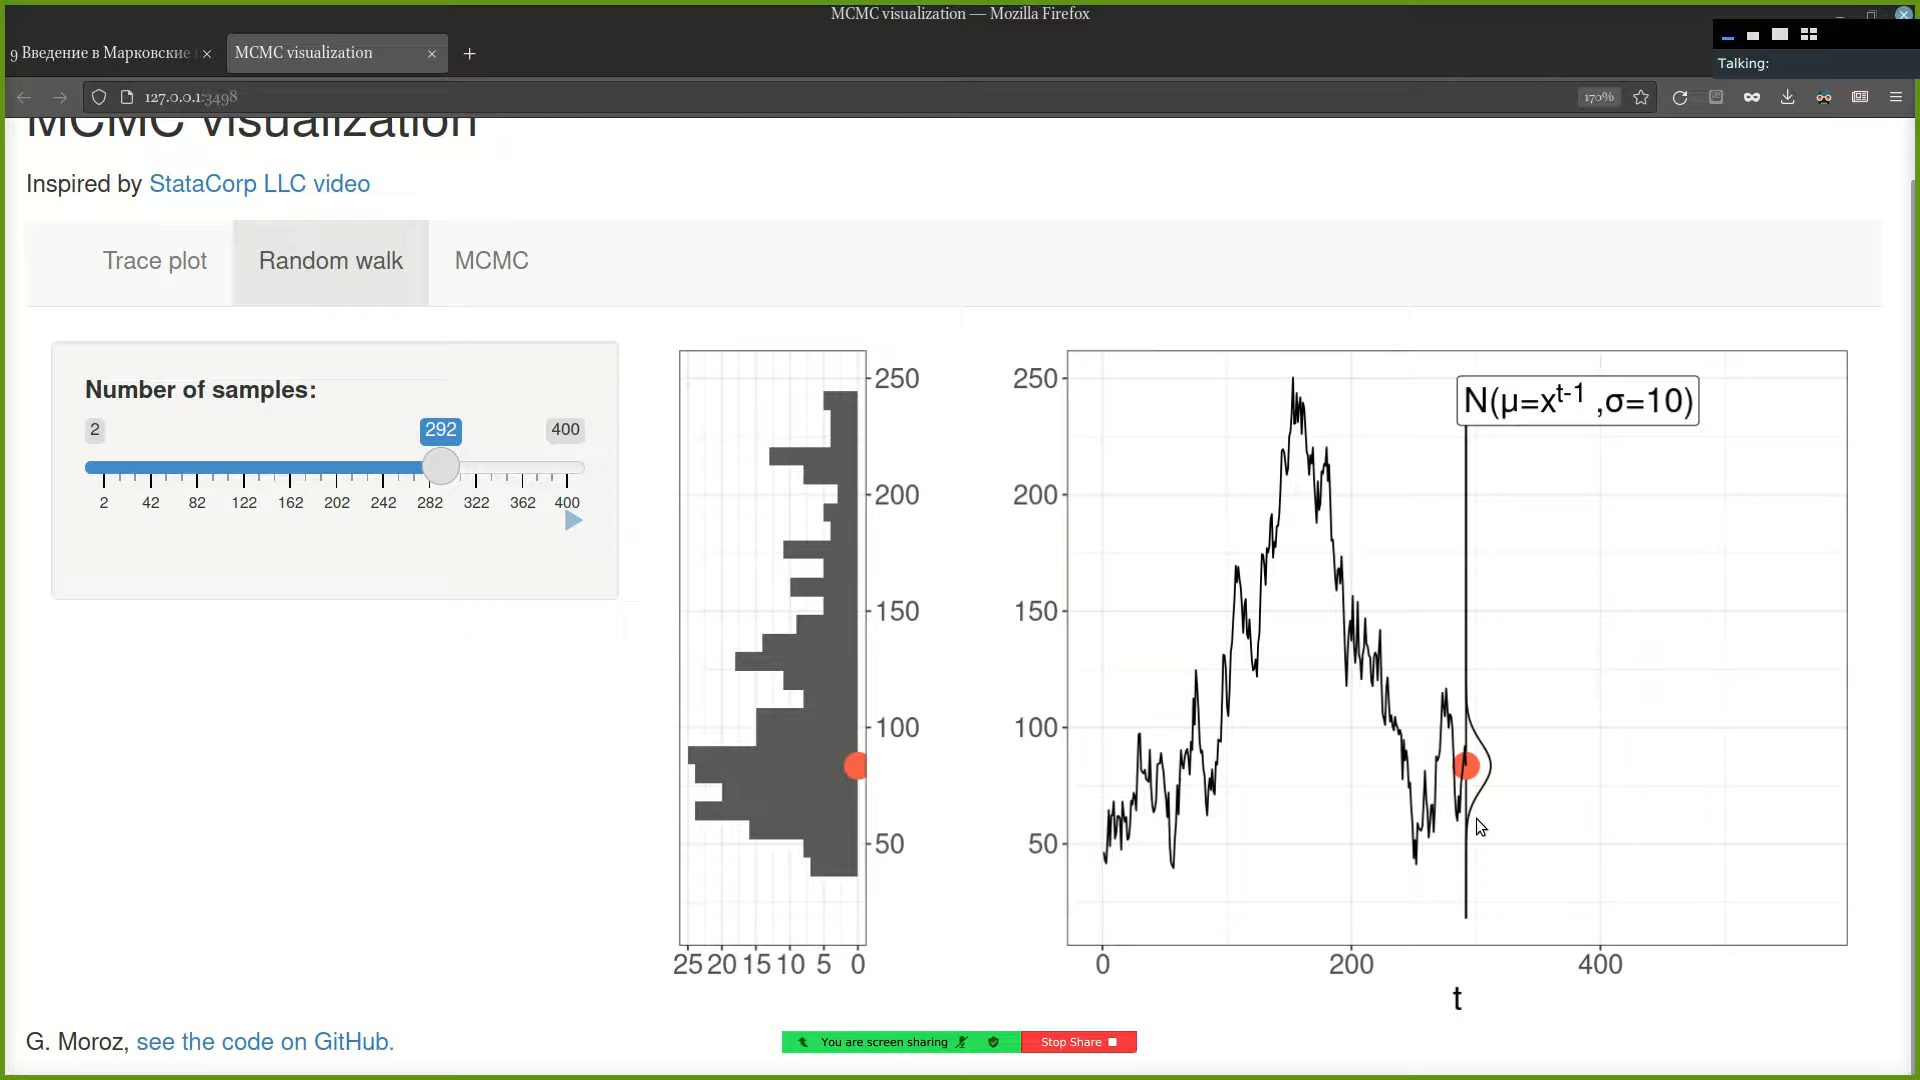 MCMC visualization — Mozilla Firefox
9 Введение в Марковские
MCMC visualization
Talking:
127.0.0.1:3498
170%
MCMC visualization
Inspired by StataCorp LLC video
Trace plot
Random walk
MCMC
Number of samples:
2
292
400
2 42 82 122 162 202 242 282 322 362 400
250
200
150
100
50
25 20 15 10 5 0
250
200
150
100
50
N(μ=xᵗ⁻¹ ,σ=10)
0 200 400
t
G. Moroz, see the code on GitHub.
You are screen sharing
Stop Share